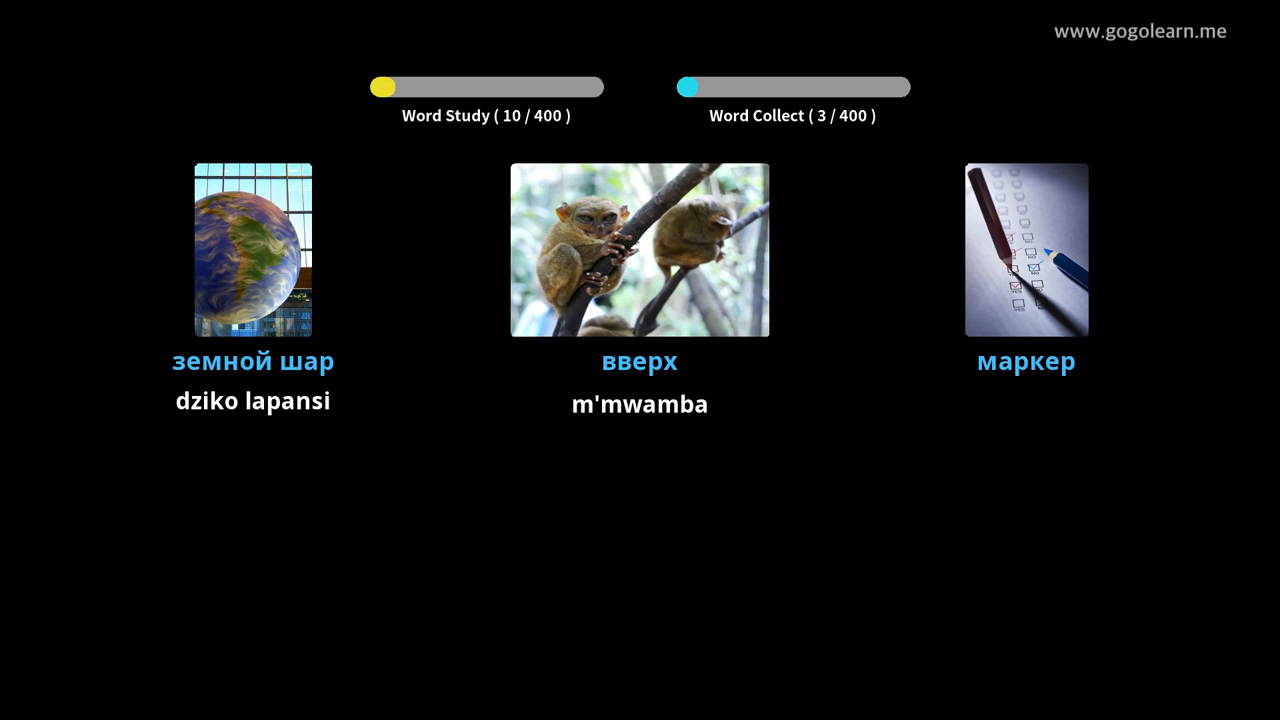 www.gogolearn.me
Word Study ( 10 / 400 )
Word Collect ( 3 / 400 )
земной шар
вверх
маркер
dziko lapansi
m'mwamba